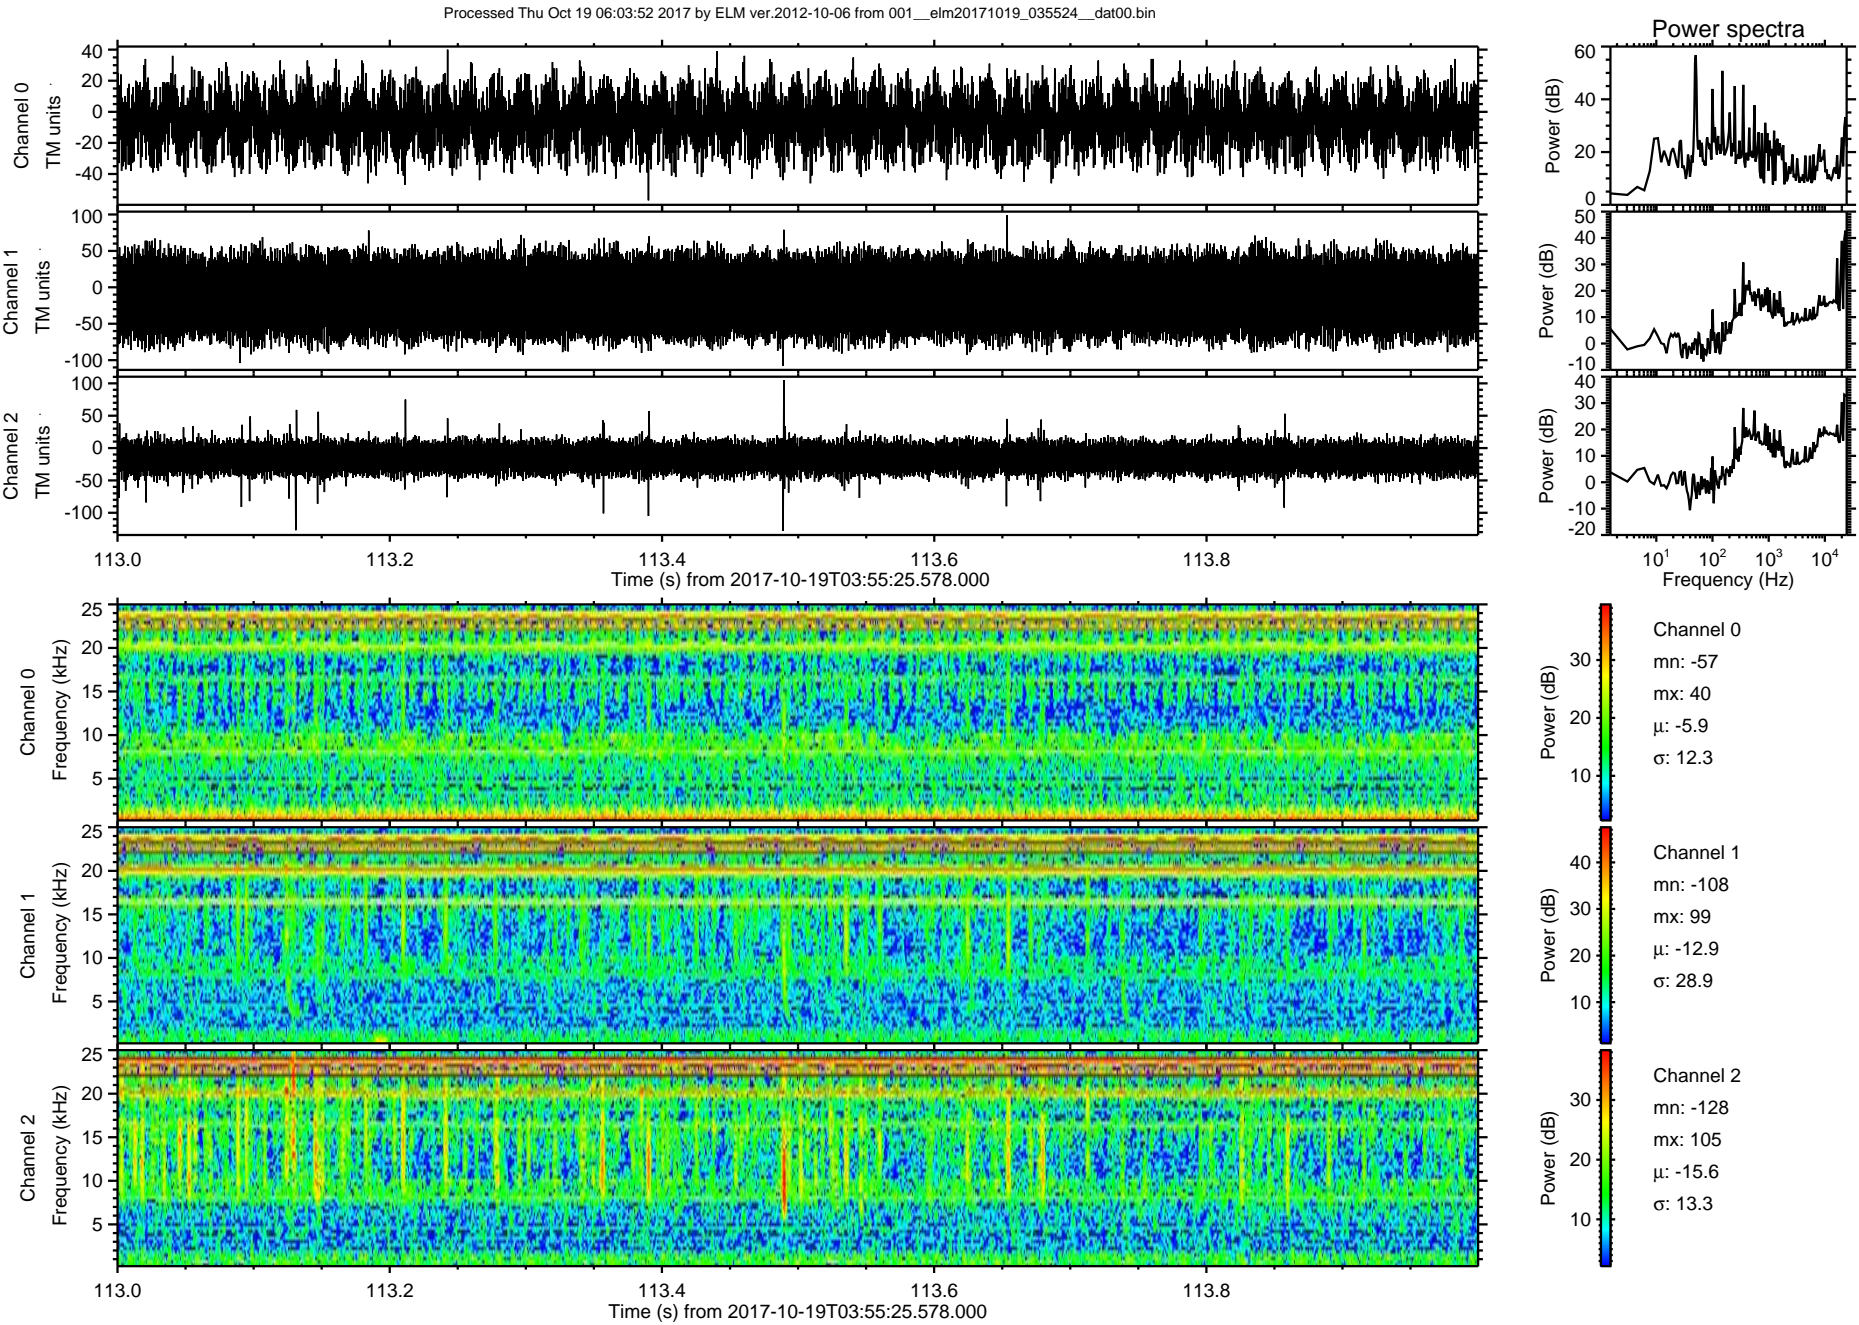 Processed Thu Oct 19 06:03:52 2017 by ELM ver.2012-10-06 from 001__elm20171019_035524__dat00.bin
Power spectra
Channel 0
TM units
40
20
0
-20
-40
Power (dB)
60
40
20
0
Channel 1
TM units
100
50
0
-50
-100
Power (dB)
50
40
30
20
10
0
-10
Channel 2
TM units
100
50
0
-50
-100
Power (dB)
40
30
20
10
0
-10
-20
113.0 113.2 113.4 113.6 113.8
Time (s) from 2017-10-19T03:55:25.578.000
10^1 10^2 10^3 10^4
Frequency (Hz)
Channel 0
Frequency (kHz)
25
20
15
10
5
Power (dB)
30
20
10
Channel 0
mn: -57
mx: 40
μ: -5.9
σ: 12.3
Channel 1
Frequency (kHz)
25
20
15
10
5
Power (dB)
40
30
20
10
Channel 1
mn: -108
mx: 99
μ: -12.9
σ: 28.9
Channel 2
Frequency (kHz)
25
20
15
10
5
Power (dB)
30
20
10
Channel 2
mn: -128
mx: 105
μ: -15.6
σ: 13.3
113.0 113.2 113.4 113.6 113.8
Time (s) from 2017-10-19T03:55:25.578.000